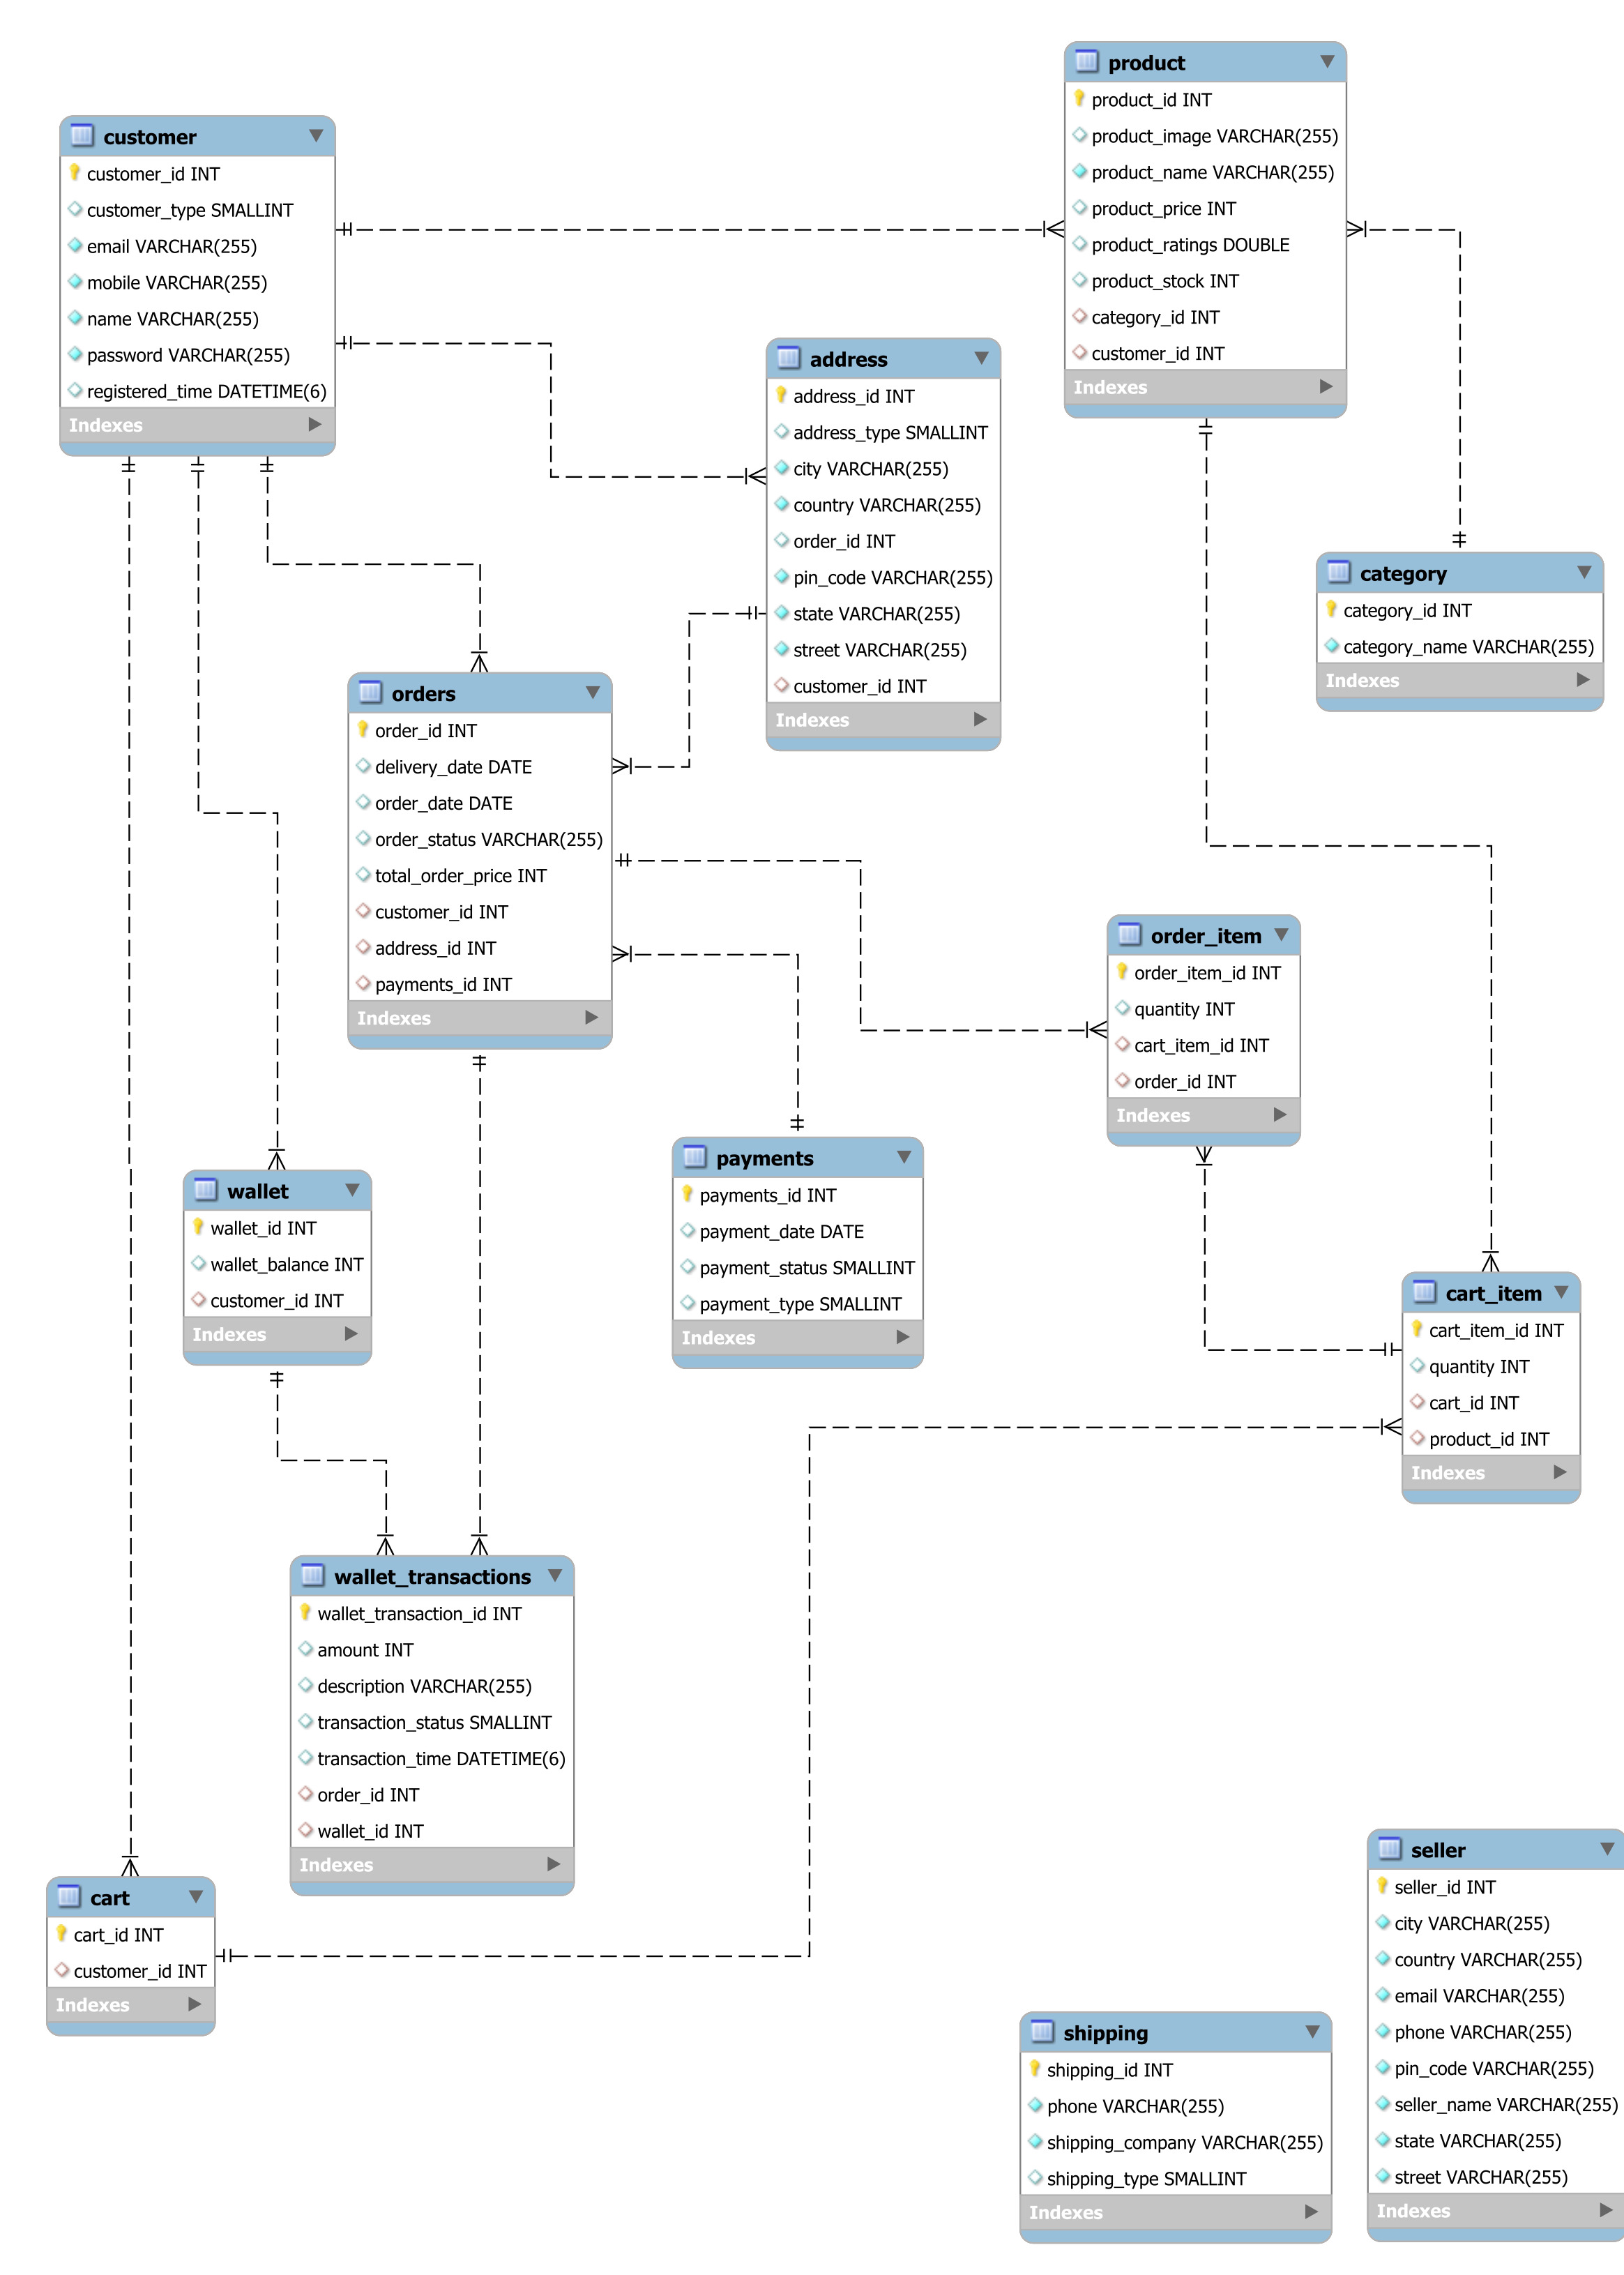 product
product_id INT
product_image VARCHAR(255)
product_name VARCHAR(255)
product_price INT
product_ratings DOUBLE
product_stock INT
category_id INT
customer_id INT
Indexes
customer
customer_id INT
customer_type SMALLINT
email VARCHAR(255)
mobile VARCHAR(255)
name VARCHAR(255)
password VARCHAR(255)
registered_time DATETIME(6)
Indexes
address
address_id INT
address_type SMALLINT
city VARCHAR(255)
country VARCHAR(255)
order_id INT
pin_code VARCHAR(255)
state VARCHAR(255)
street VARCHAR(255)
customer_id INT
Indexes
category
category_id INT
category_name VARCHAR(255)
Indexes
orders
order_id INT
delivery_date DATE
order_date DATE
order_status VARCHAR(255)
total_order_price INT
customer_id INT
address_id INT
payments_id INT
Indexes
order_item
order_item_id INT
quantity INT
cart_item_id INT
order_id INT
Indexes
payments
payments_id INT
payment_date DATE
payment_status SMALLINT
payment_type SMALLINT
Indexes
wallet
wallet_id INT
wallet_balance INT
customer_id INT
Indexes
cart_item
cart_item_id INT
quantity INT
cart_id INT
product_id INT
Indexes
wallet_transactions
wallet_transaction_id INT
amount INT
description VARCHAR(255)
transaction_status SMALLINT
transaction_time DATETIME(6)
order_id INT
wallet_id INT
Indexes
cart
cart_id INT
customer_id INT
Indexes
seller
seller_id INT
city VARCHAR(255)
country VARCHAR(255)
email VARCHAR(255)
phone VARCHAR(255)
pin_code VARCHAR(255)
seller_name VARCHAR(255)
state VARCHAR(255)
street VARCHAR(255)
Indexes
shipping
shipping_id INT
phone VARCHAR(255)
shipping_company VARCHAR(255)
shipping_type SMALLINT
Indexes